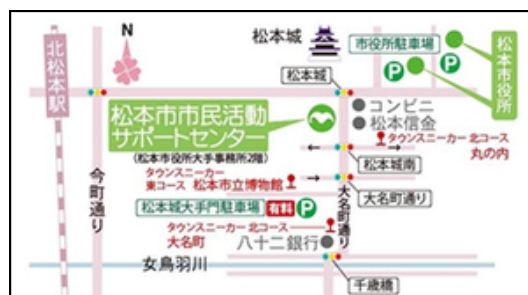 N
松本城
市役所駐車場
P
P
松本市役所
北松本駅
松本城
コンビニ
松本信金
松本市市民活動
サポートセンター
(松本市役所大手事務所2階)
タウンスニーカー 北コース
丸の内
松本城南
タウンスニーカー
東コース 松本市立博物館
大名町通り
今町通り
松本城大手門駐車場 有料 P
大名町通り
タウンスニーカー 北コース
大名町
八十二銀行
女鳥羽川
千歳橋